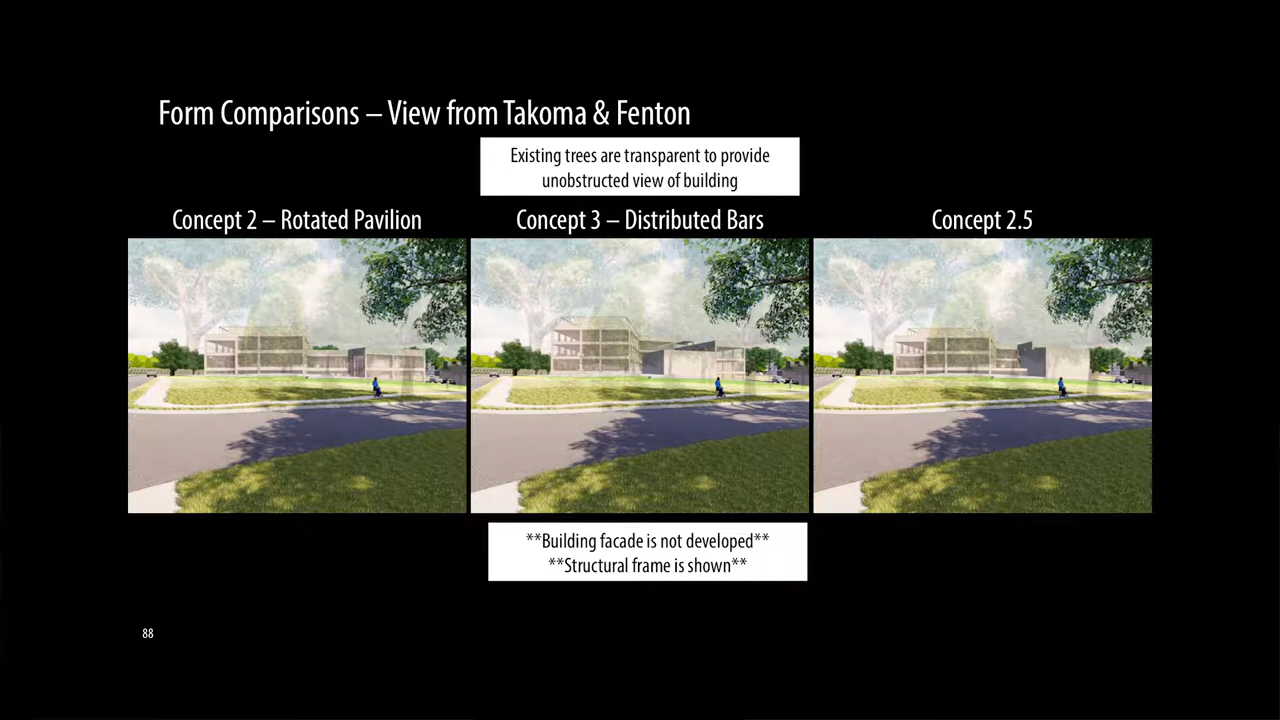 Form Comparisons – View from Takoma & Fenton
Existing trees are transparent to provide
unobstructed view of building
Concept 2 – Rotated Pavilion
Concept 3 – Distributed Bars
Concept 2.5
**Building facade is not developed**
**Structural frame is shown**
88